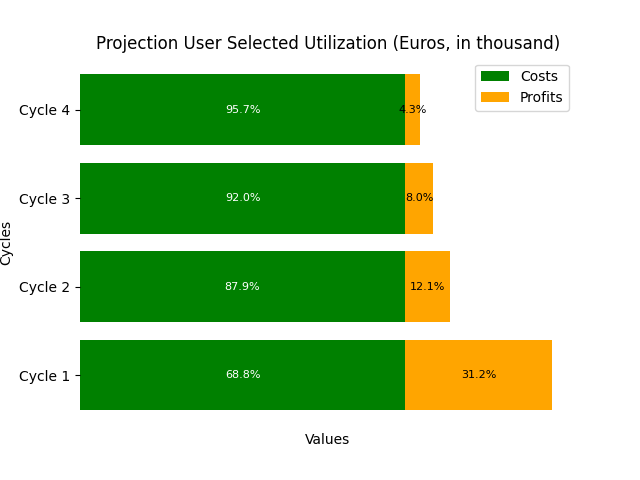 Projection User Selected Utilization (Euros, in thousand)
Costs
Profits
Cycle 4
95.7%
4.3%
Cycle 3
92.0%
8.0%
Cycles
Cycle 2
87.9%
12.1%
Cycle 1
68.8%
31.2%
Values